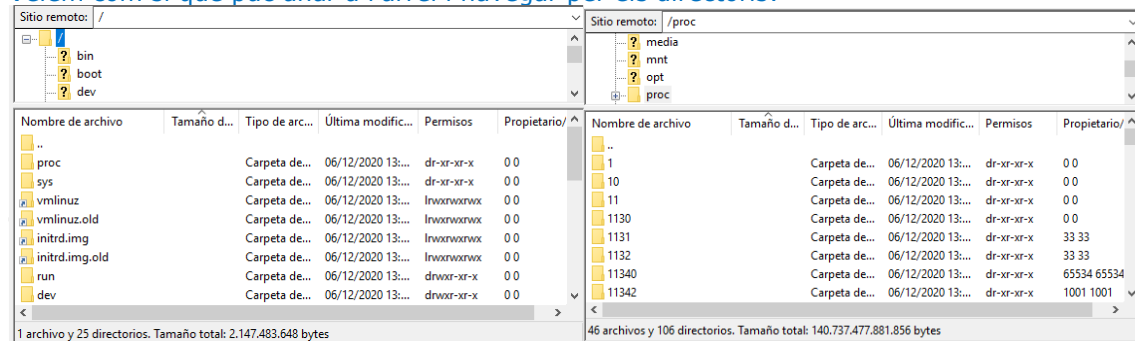 Sitio remoto: /
/
bin
boot
dev
Nombre de archivo Tamaño d... Tipo de arc... Última modific... Permisos Propietario/
..
proc Carpeta de... 06/12/2020 13:... dr-xr-xr-x 0 0
sys Carpeta de... 06/12/2020 13:... dr-xr-xr-x 0 0
vmlinuz Carpeta de... 06/12/2020 13:... lrwxrwxrwx 0 0
vmlinuz.old Carpeta de... 06/12/2020 13:... lrwxrwxrwx 0 0
initrd.img Carpeta de... 06/12/2020 13:... lrwxrwxrwx 0 0
initrd.img.old Carpeta de... 06/12/2020 13:... lrwxrwxrwx 0 0
run Carpeta de... 06/12/2020 13:... drwxr-xr-x 0 0
dev Carpeta de... 06/12/2020 13:... drwxr-xr-x 0 0
1 archivo y 25 directorios. Tamaño total: 2.147.483.648 bytes
Sitio remoto: /proc
media
mnt
opt
proc
Nombre de archivo Tamaño d... Tipo de arc... Última modific... Permisos Propietario/
..
1 Carpeta de... 06/12/2020 13:... dr-xr-xr-x 0 0
10 Carpeta de... 06/12/2020 13:... dr-xr-xr-x 0 0
11 Carpeta de... 06/12/2020 13:... dr-xr-xr-x 0 0
1130 Carpeta de... 06/12/2020 13:... dr-xr-xr-x 0 0
1131 Carpeta de... 06/12/2020 13:... dr-xr-xr-x 33 33
1132 Carpeta de... 06/12/2020 13:... dr-xr-xr-x 33 33
11340 Carpeta de... 06/12/2020 13:... dr-xr-xr-x 65534 65534
11342 Carpeta de... 06/12/2020 13:... dr-xr-xr-x 1001 1001
46 archivos y 106 directorios. Tamaño total: 140.737.477.881.856 bytes